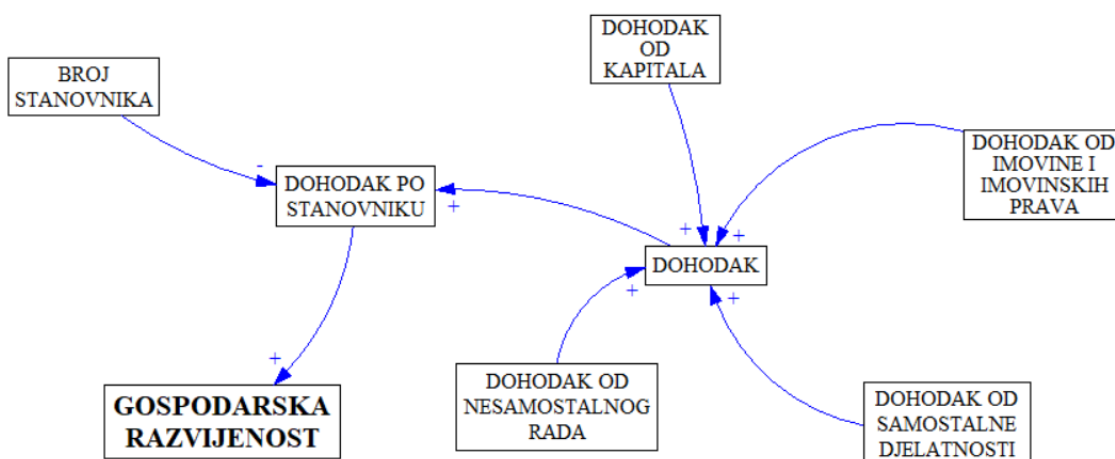 DOHODAK
OD
KAPITALA
BROJ
STANOVNIKA
DOHODAK OD
IMOVINE I
IMOVINSKIH
PRAVA
-
DOHODAK PO
STANOVNIKU
+
+
+
DOHODAK
+
+
+
GOSPODARSKA
RAZVIJENOST
DOHODAK OD
NESAMOSTALNOG
RADA
DOHODAK OD
SAMOSTALNE
DJELATNOSTI